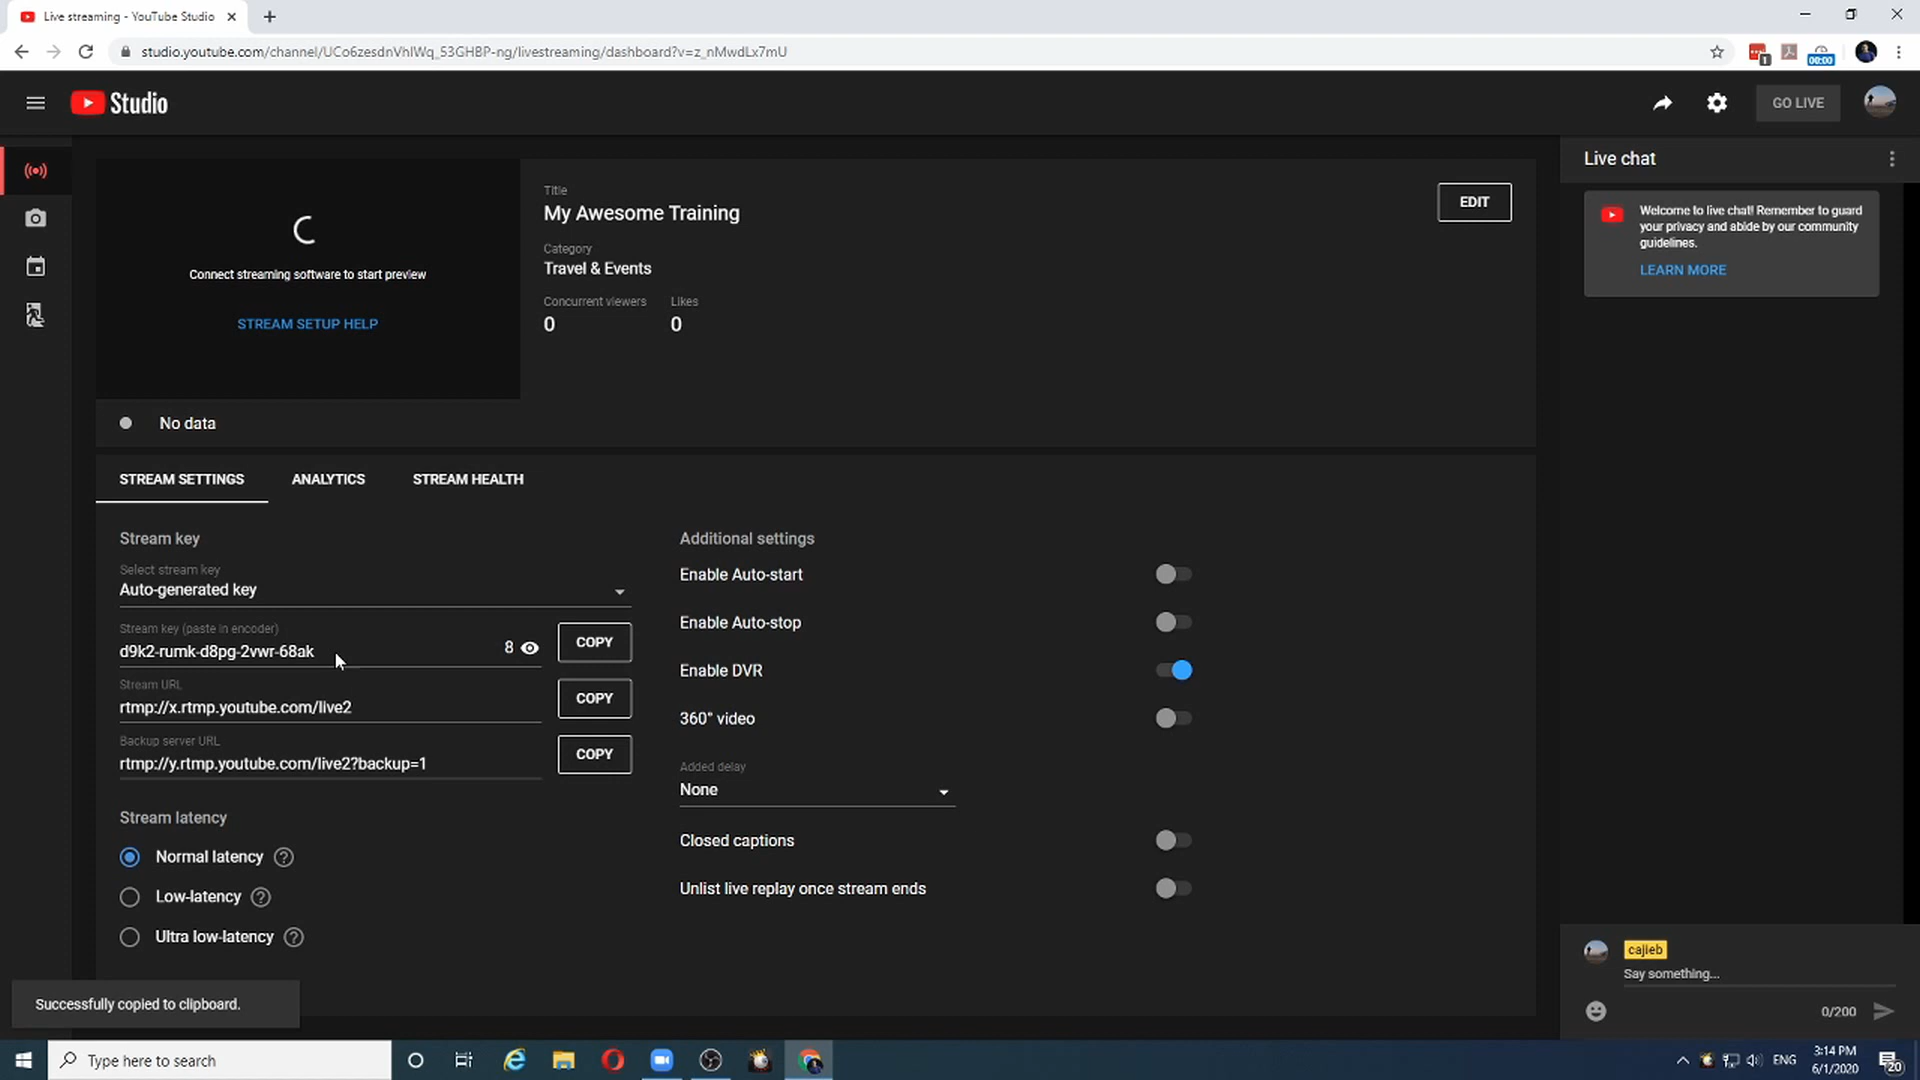 Live streaming - YouTube Studio
studio.youtube.com/channel/UCo6zesdnVhIWq_53GHBP-ng/livestreaming/dashboard?v=z_nMwdLx7mU
1
00:00
Studio
GO LIVE
Connect streaming software to start preview
STREAM SETUP HELP
Title
My Awesome Training
EDIT
Category
Travel & Events
Concurrent viewers
Likes
0
0
No data
Live chat
Welcome to live chat! Remember to guard
your privacy and abide by our community
guidelines.
LEARN MORE
STREAM SETTINGS
ANALYTICS
STREAM HEALTH
Stream key
Select stream key
Auto-generated key
Stream key (paste in encoder)
d9k2-rumk-d8pg-2vwr-68ak
8
COPY
Stream URL
rtmp://x.rtmp.youtube.com/live2
COPY
Backup server URL
rtmp://y.rtmp.youtube.com/live2?backup=1
COPY
Stream latency
Normal latency
Low-latency
Ultra low-latency
Additional settings
Enable Auto-start
Enable Auto-stop
Enable DVR
360° video
Added delay
None
Closed captions
Unlist live replay once stream ends
cajieb
Say something...
0/200
Successfully copied to clipboard.
Type here to search
ENG
3:14 PM
6/1/2020
20